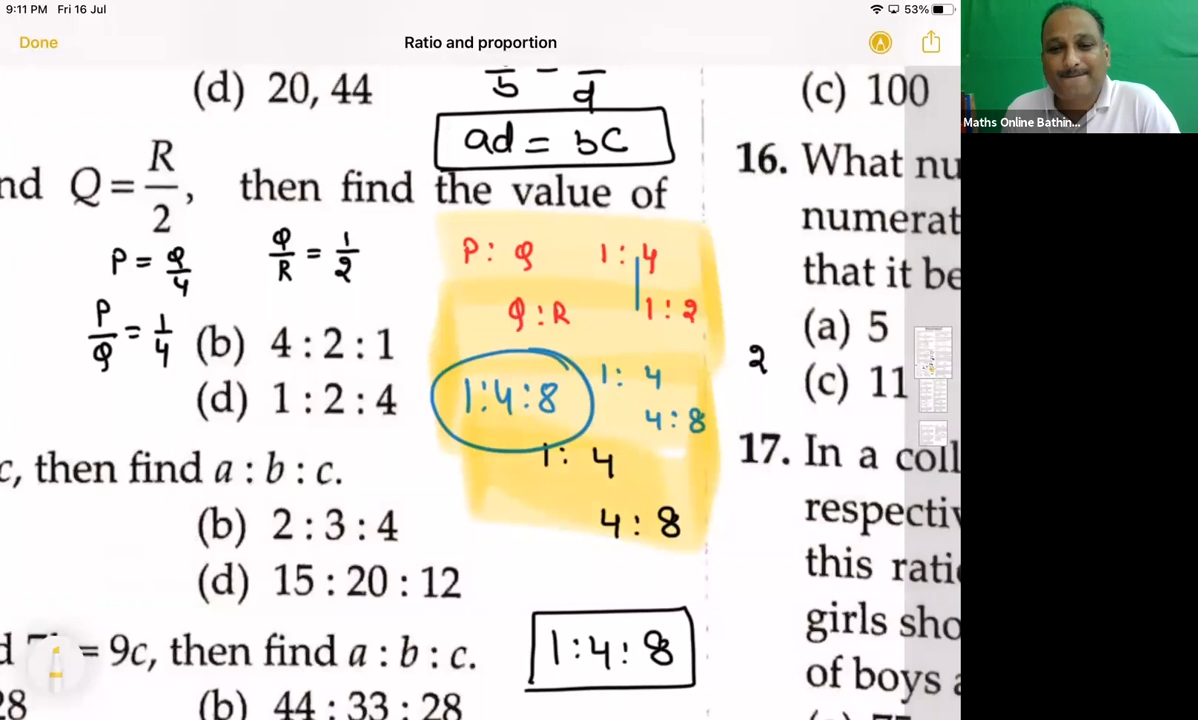 9:11 PM Fri 16 Jul
53%
Done
Ratio and proportion
(d) 20, 44
b = d
ad = bc
nd Q = R/2, then find the value of
P = Q/4
Q/R = 1/2
P : Q 1 : 4
Q : R 1 : 2
P/Q = 1/4
(b) 4 : 2 : 1
(d) 1 : 2 : 4
1:4:8
1 : 4
4 : 8
1 : 4
4 : 8
c, then find a : b : c.
(b) 2 : 3 : 4
(d) 15 : 20 : 12
= 9c, then find a : b : c.
1:4:8
28
(b) 44 : 33 : 28
(c) 100
16. What nu
numerat
that it be
(a) 5
2
(c) 11
17. In a coll
respectiv
this ratio
girls sho
of boys a
Maths Online Bathin...